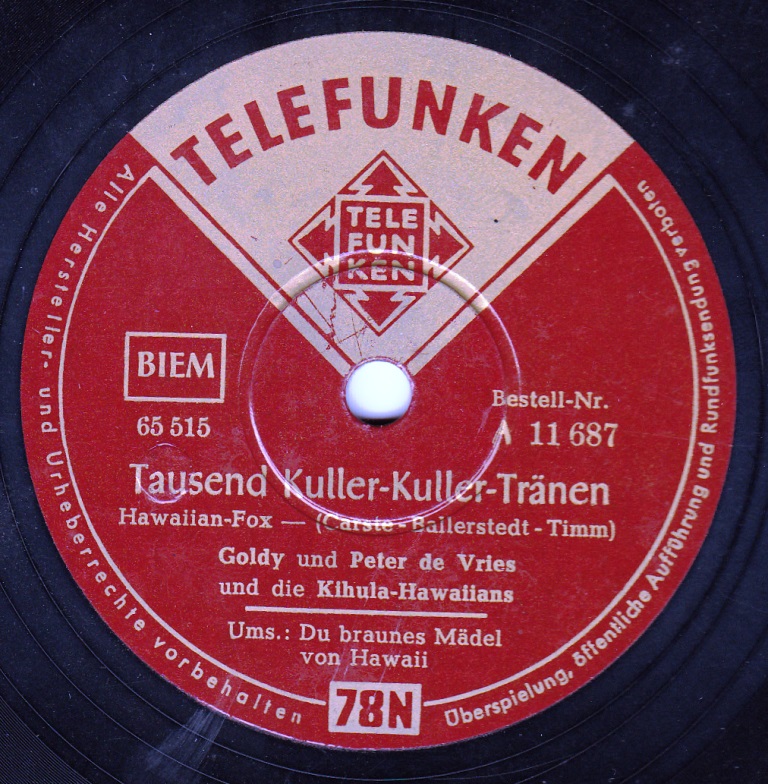 TELEFUNKEN
TELE
FUN
KEN
BIEM
65 515
Bestell-Nr.
A 11 687
Tausend Kuller-Kuller-Tränen
Hawaiian-Fox — (Carste - Ballerstedt - Timm)
Goldy und Peter de Vries
und die Kihula-Hawaiians
Ums.: Du braunes Mädel
von Hawaii
78N
Alle Hersteller- und Urheberrechte vorbehalten
Überspielung, öffentliche Aufführung und Rundfunksendung verboten